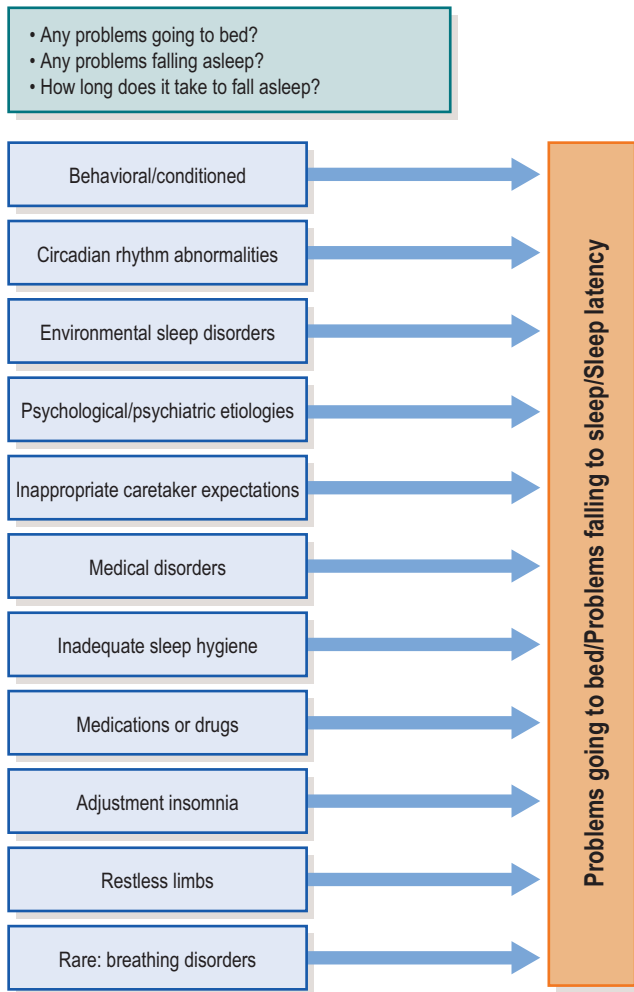 • Any problems going to bed?
• Any problems falling asleep?
• How long does it take to fall asleep?
Behavioral/conditioned
Circadian rhythm abnormalities
Environmental sleep disorders
Psychological/psychiatric etiologies
Inappropriate caretaker expectations
Medical disorders
Inadequate sleep hygiene
Medications or drugs
Adjustment insomnia
Restless limbs
Rare: breathing disorders
Problems going to bed/Problems falling to sleep/Sleep latency